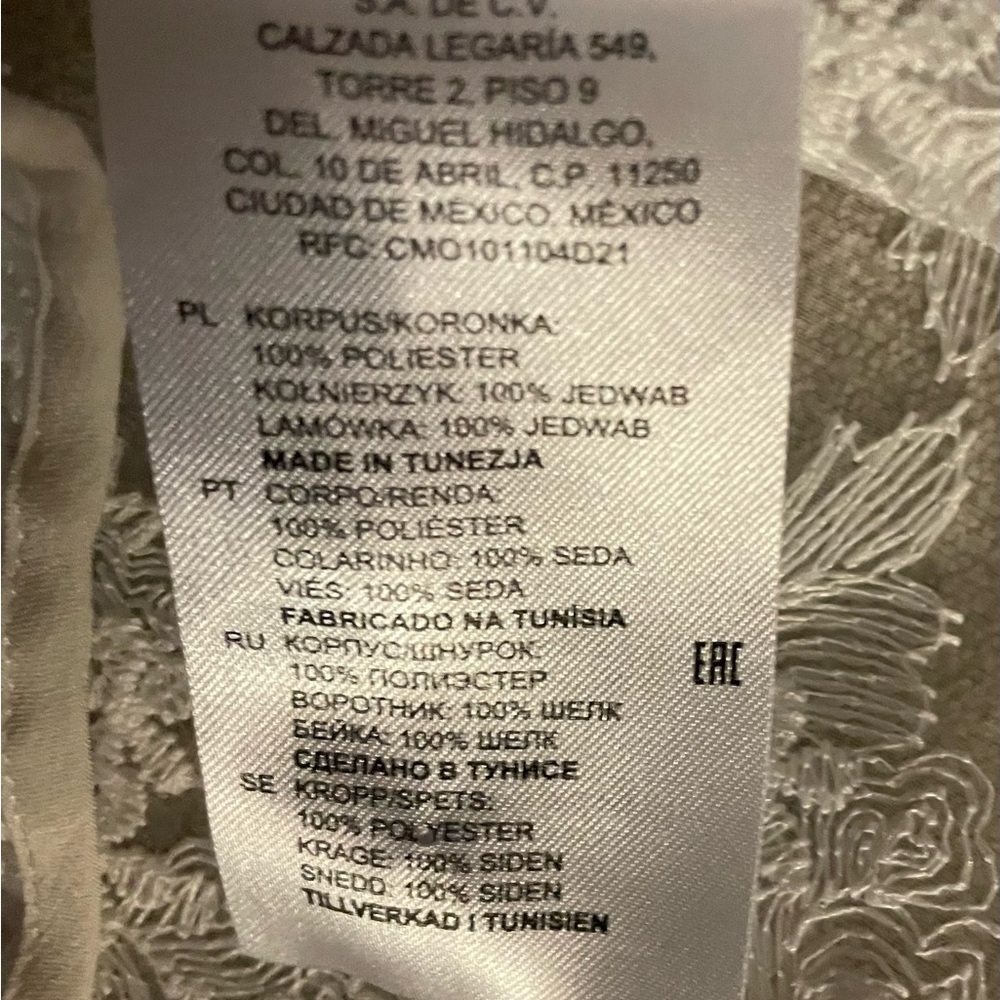 S.A. DE C.V.
CALZADA LEGARÍA 549,
TORRE 2, PISO 9
DEL. MIGUEL HIDALGO,
COL. 10 DE ABRIL, C.P. 11250
CIUDAD DE MEXICO. MÉXICO
RFC: CMO101104D21
PL KORPUS/KORONKA:
100% POLIESTER
KOŁNIERZYK: 100% JEDWAB
LAMÓWKA: 100% JEDWAB
MADE IN TUNEZJA
PT CORPO/RENDA:
100% POLIÉSTER
COLARINHO: 100% SEDA
VIÉS: 100% SEDA
FABRICADO NA TUNÍSIA
RU КОРПУС/ШНУРОК:
100% ПОЛИЭСТЕР
ВОРОТНИК: 100% ШЕЛК
БЕЙКА: 100% ШЕЛК
СДЕЛАНО В ТУНИСЕ
EAC
SE KROPP/SPETS:
100% POLYESTER
KRAGE: 100% SIDEN
SNEDD: 100% SIDEN
TILLVERKAD I TUNISIEN